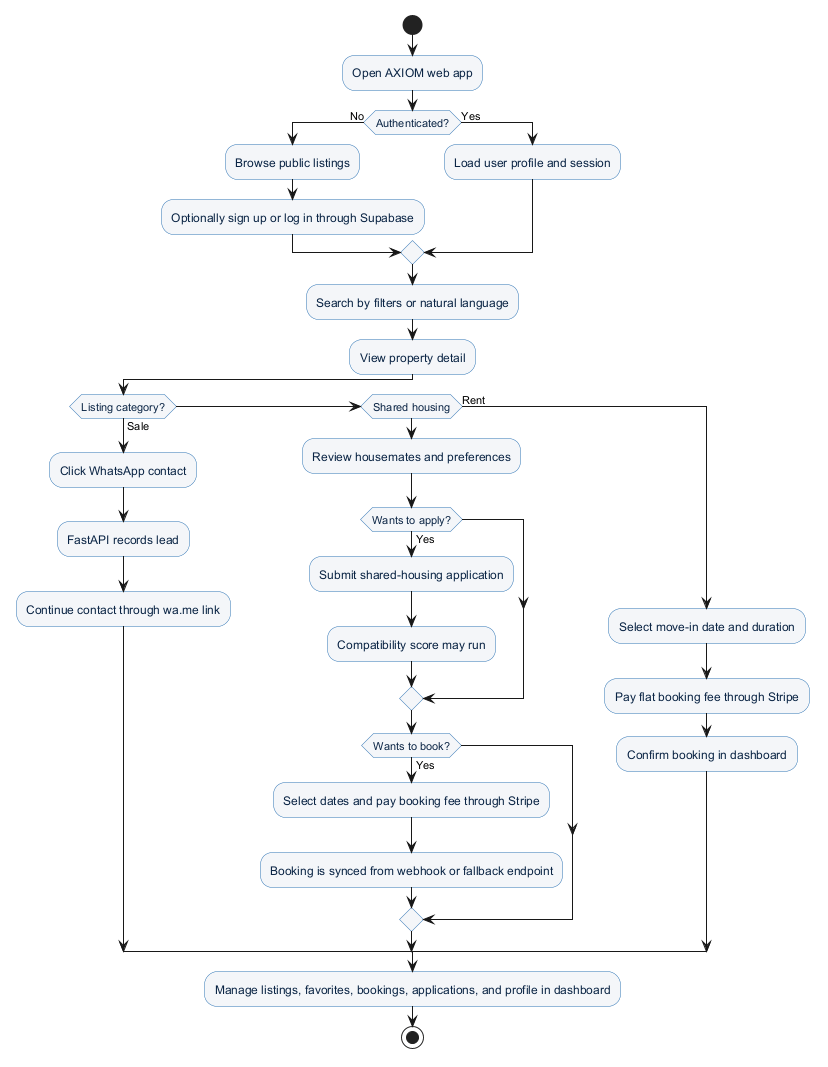 Open AXIOM web app
No
Authenticated?
Yes
Browse public listings
Load user profile and session
Optionally sign up or log in through Supabase
Search by filters or natural language
View property detail
Listing category?
Shared housing
Rent
Sale
Click WhatsApp contact
Review housemates and preferences
FastAPI records lead
Wants to apply?
Yes
Continue contact through wa.me link
Submit shared-housing application
Compatibility score may run
Select move-in date and duration
Pay flat booking fee through Stripe
Wants to book?
Yes
Confirm booking in dashboard
Select dates and pay booking fee through Stripe
Booking is synced from webhook or fallback endpoint
Manage listings, favorites, bookings, applications, and profile in dashboard